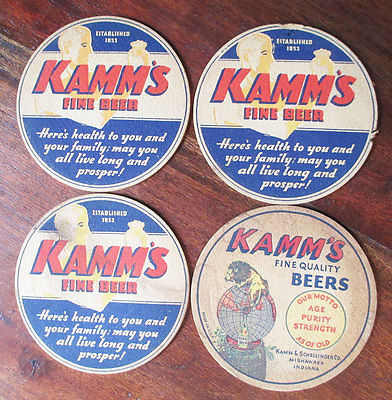 ESTABLISHED
1853
KAMM'S
FINE BEER
Here's health to you and
your family; may you
all live long and
prosper!
ESTABLISHED
1853
KAMM'S
FINE BEER
Here's health to you and
your family; may you
all live long and
prosper!
ESTABLISHED
1853
KAMM'S
FINE BEER
Here's health to you and
your family; may you
all live long and
prosper!
KAMM'S
FINE QUALITY
BEERS
OUR MOTTO
AGE
PURITY
STRENGTH
AS OF OLD
KAMM & SCHELLINGER CO.
MISHAWAKA
INDIANA